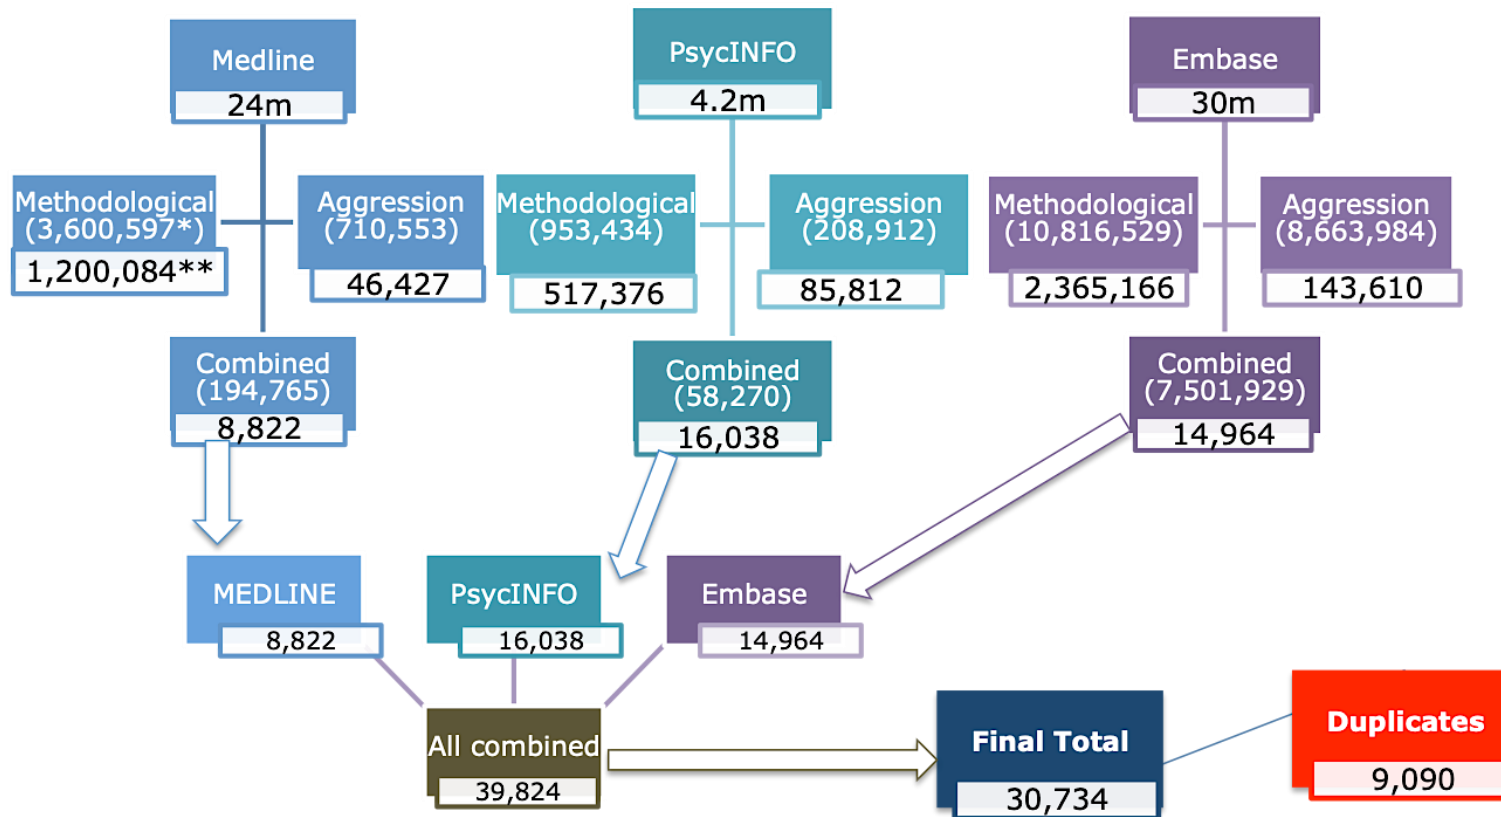 Medline
24m
PsycINFO
4.2m
Embase
30m
Methodological
(3,600,597*)
1,200,084**
Aggression
(710,553)
46,427
Methodological
(953,434)
517,376
Aggression
(208,912)
85,812
Methodological
(10,816,529)
2,365,166
Aggression
(8,663,984)
143,610
Combined
(194,765)
8,822
Combined
(58,270)
16,038
Combined
(7,501,929)
14,964
MEDLINE
8,822
PsycINFO
16,038
Embase
14,964
All combined
39,824
Final Total
30,734
Duplicates
9,090